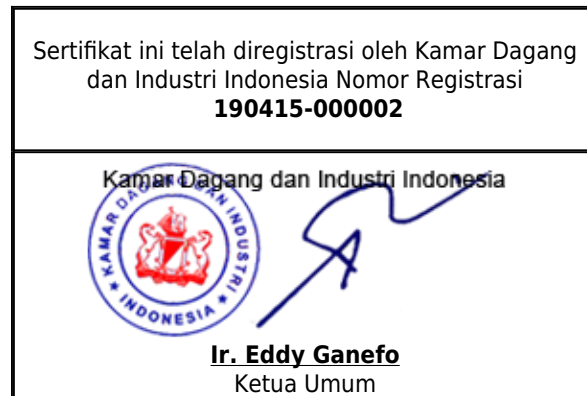 Sertifikat ini telah diregistrasi oleh Kamar Dagang
dan Industri Indonesia Nomor Registrasi
190415-000002
Kamar Dagang dan Industri Indonesia
KAMAR DAGANG DAN INDUSTRI
INDONESIA
Ir. Eddy Ganefo
Ketua Umum